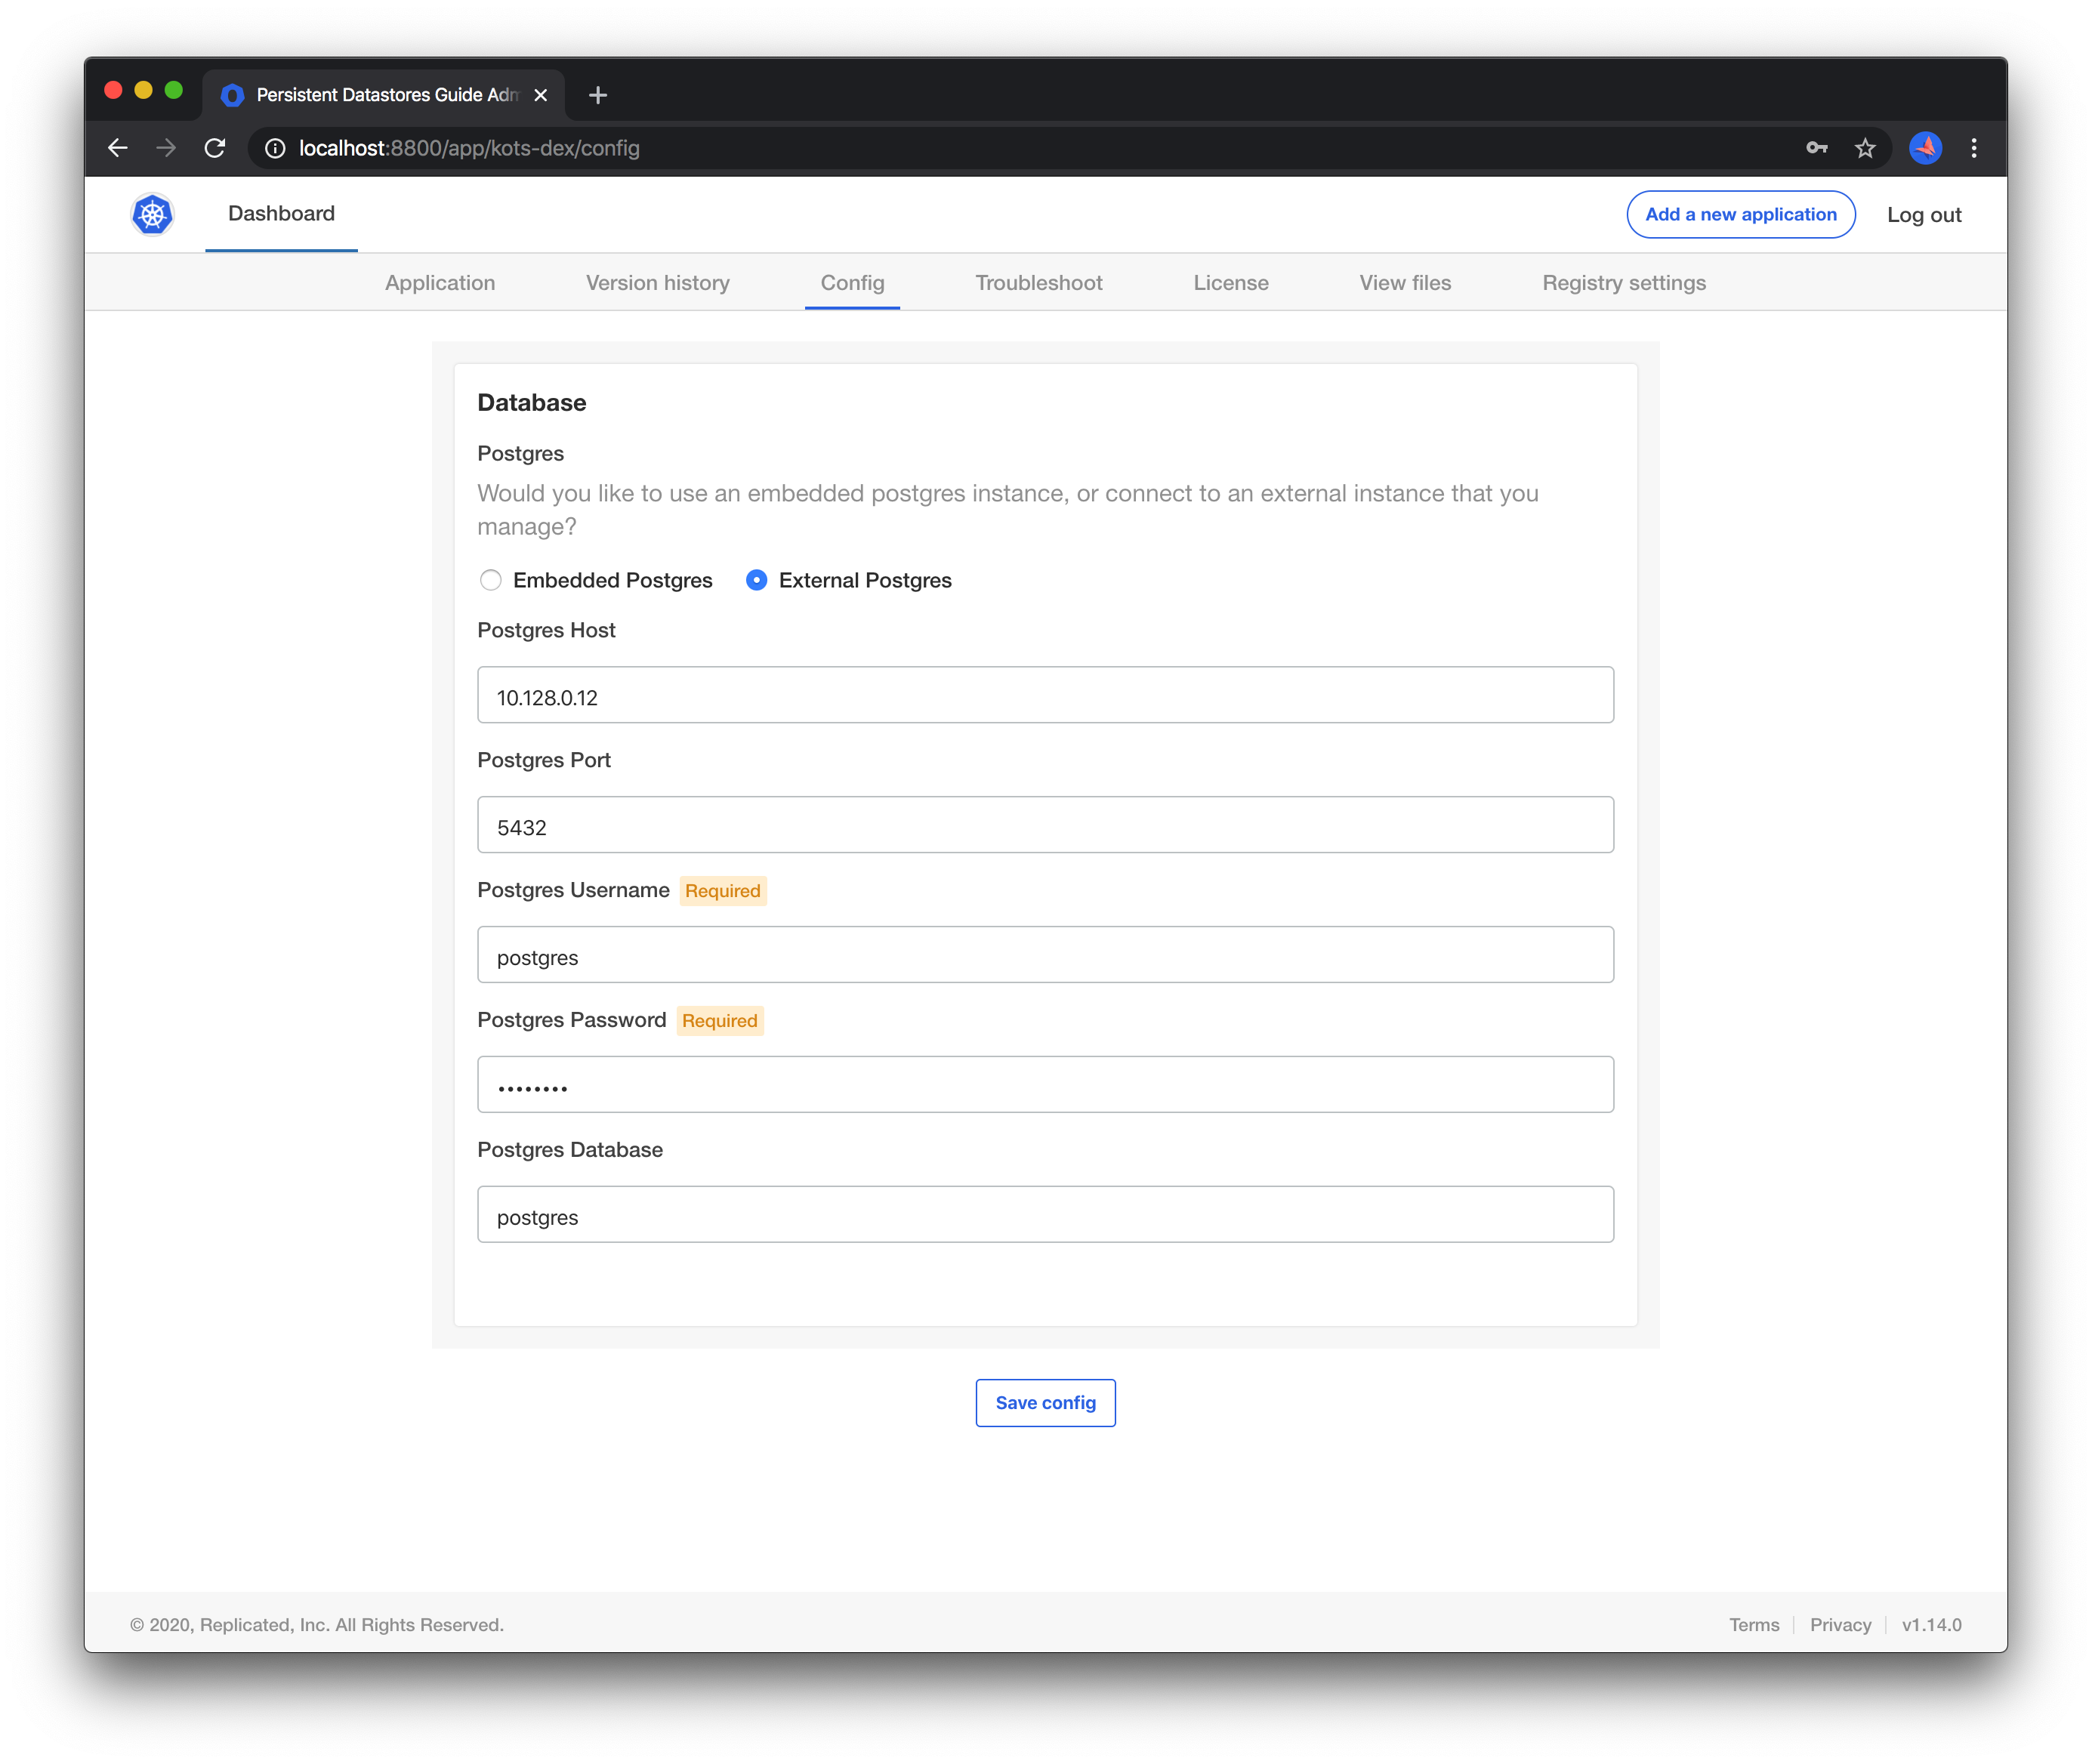 Persistent Datastores Guide Adm
localhost:8800/app/kots-dex/config
Dashboard
Add a new application
Log out
Application
Version history
Config
Troubleshoot
License
View files
Registry settings
Database
Postgres
Would you like to use an embedded postgres instance, or connect to an external instance that you
manage?
Embedded Postgres
External Postgres
Postgres Host
10.128.0.12
Postgres Port
5432
Postgres Username Required
postgres
Postgres Password Required
••••••••
Postgres Database
postgres
Save config
© 2020, Replicated, Inc. All Rights Reserved.
Terms
Privacy
v1.14.0